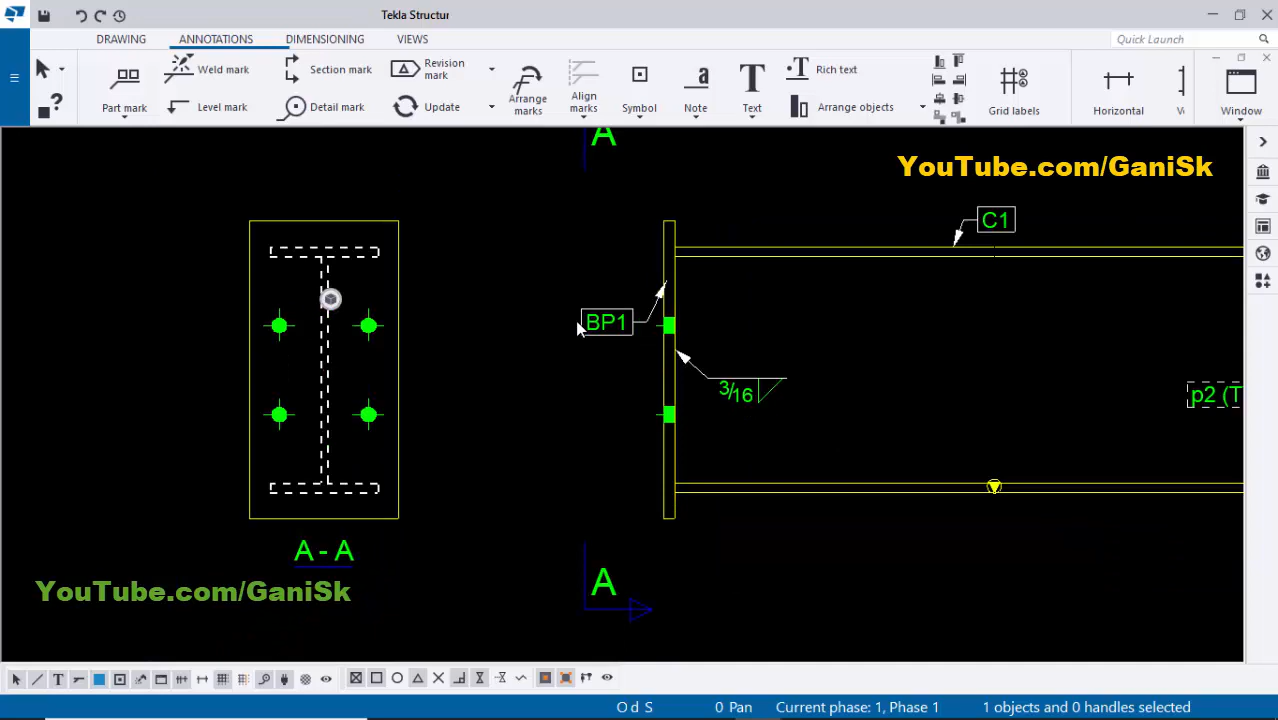 Tekla Structur
DRAWING
ANNOTATIONS
DIMENSIONING
VIEWS
Quick Launch
Part mark
Weld mark
Level mark
Section mark
Detail mark
Revision
mark
Update
Arrange
marks
Align
marks
Symbol
Note
Text
Rich text
Arrange objects
Grid labels
Horizontal
Window
A
YouTube.com/GaniSk
C1
BP1
3/16
p2 (T
A - A
A
YouTube.com/GaniSk
O d S
0 Pan
Current phase: 1, Phase 1
1 objects and 0 handles selected